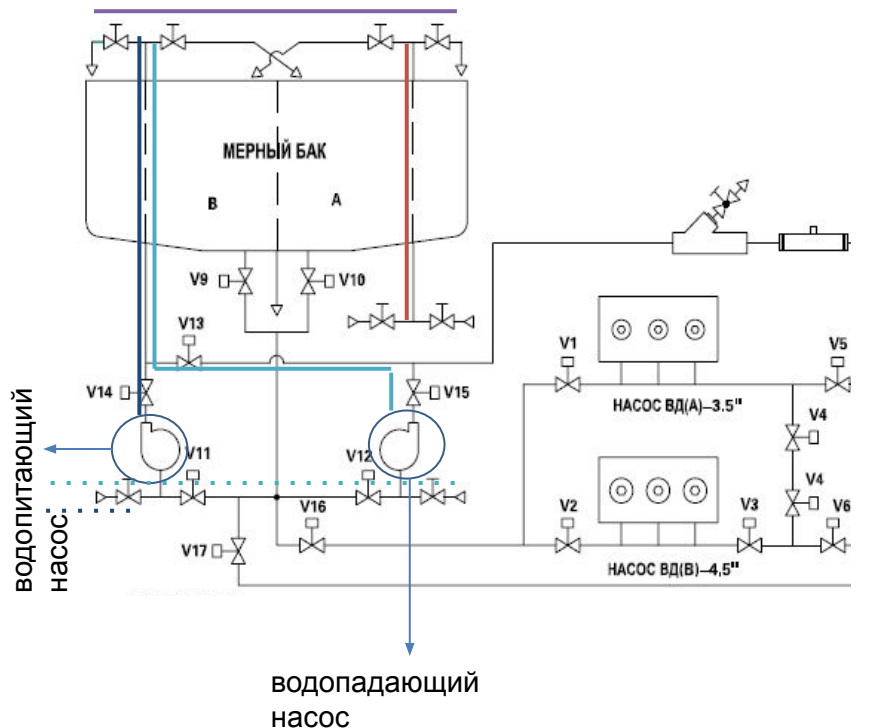 МЕРНЫЙ БАК
В
А
V9
V10
V13
V1
V5
V14
V15
НАСОС ВД(А)–3.5"
V4
водопитающий
насос
V11
V12
V4
V16
V2
V3
V6
V17
НАСОС ВД(В)–4,5"
водопадающий
насос